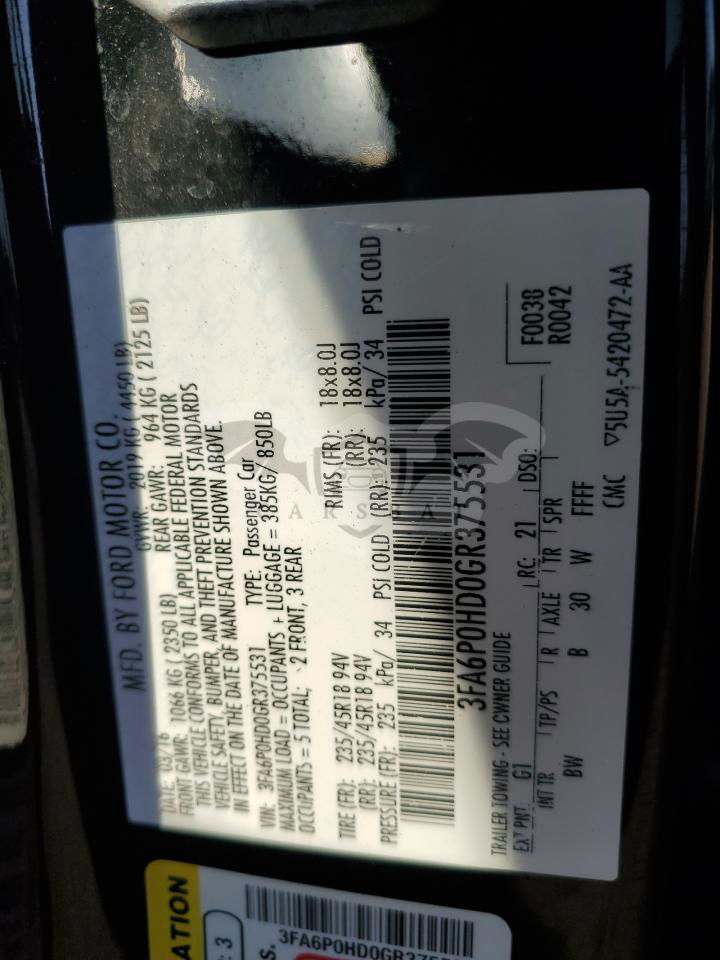 MFD. BY FORD MOTOR CO.
DATE: 03/16 GVWR: 2019 KG ( 4450 LB)
FRONT GAWR: 1066 KG ( 2350 LB) REAR GAWR: 964 KG ( 2125 LB)
THIS VEHICLE CONFORMS TO ALL APPLICABLE FEDERAL MOTOR
VEHICLE SAFETY, BUMPER, AND THEFT PREVENTION STANDARDS
IN EFFECT ON THE DATE OF MANUFACTURE SHOWN ABOVE.
VIN: 3FA6P0HD0GR375531 TYPE: Passenger Car
MAXIMUM LOAD = OCCUPANTS + LUGGAGE = 385KG/ 850LB
OCCUPANTS = 5 TOTAL; 2 FRONT, 3 REAR
TIRE (FR): 235/45R18 94V RIMS (FR): 18x8.0J
(RR): 235/45R18 94V (RR): 18x8.0J
PRESSURE (FR): 235 kPa/ 34 PSI COLD (RR): 235 kPa/ 34 PSI COLD
3FA6P0HD0GR375531
TRAILER TOWING - SEE OWNER GUIDE
EXT PNT: G1 RC: 21 DSO: F0038
R0042
INT TR TP/PS R AXLE TR SPR
BW B 30 W FFFF
CMC ▽5U5A-5420472-AA
ARSSA
ATION
: 3
s.
3FA6P0HD0GR3755